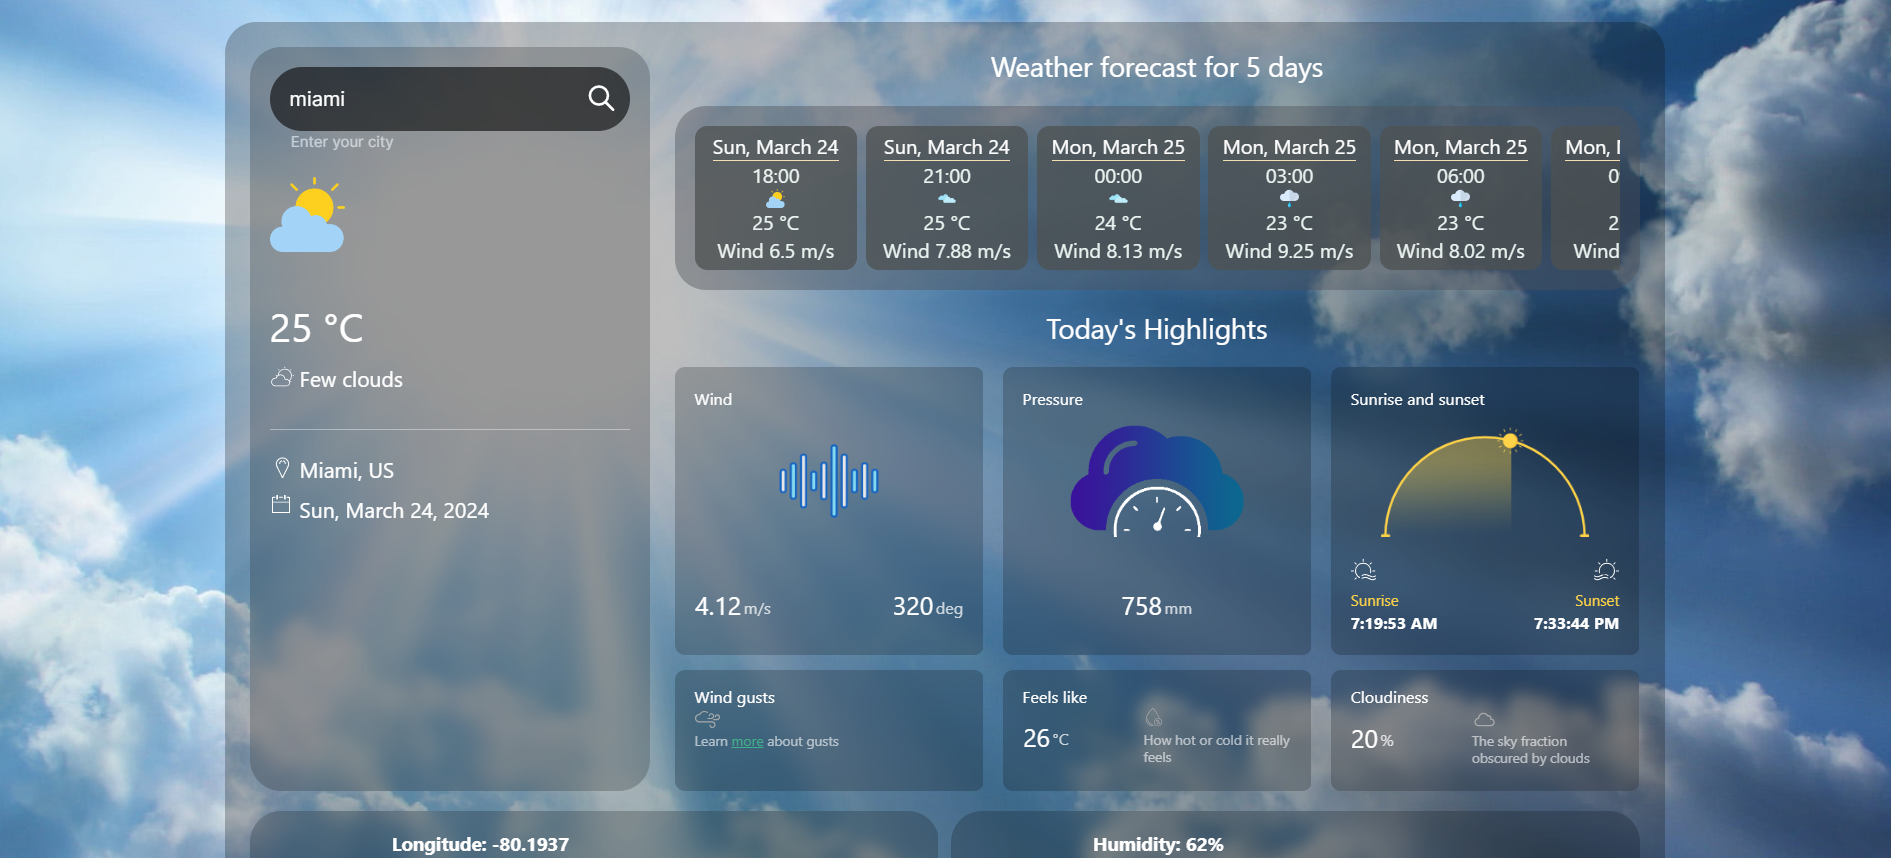 miami
Enter your city
25 °C
Few clouds
Miami, US
Sun, March 24, 2024
Weather forecast for 5 days
Sun, March 24
18:00
25 °C
Wind 6.5 m/s
Sun, March 24
21:00
25 °C
Wind 7.88 m/s
Mon, March 25
00:00
24 °C
Wind 8.13 m/s
Mon, March 25
03:00
23 °C
Wind 9.25 m/s
Mon, March 25
06:00
23 °C
Wind 8.02 m/s
Mon,
0
2
Wind
Today's Highlights
Wind
4.12 m/s
320 deg
Pressure
758 mm
Sunrise and sunset
Sunrise
7:19:53 AM
Sunset
7:33:44 PM
Wind gusts
Learn more about gusts
Feels like
26 °C
How hot or cold it really
feels
Cloudiness
20 %
The sky fraction
obscured by clouds
Longitude: -80.1937
Humidity: 62%